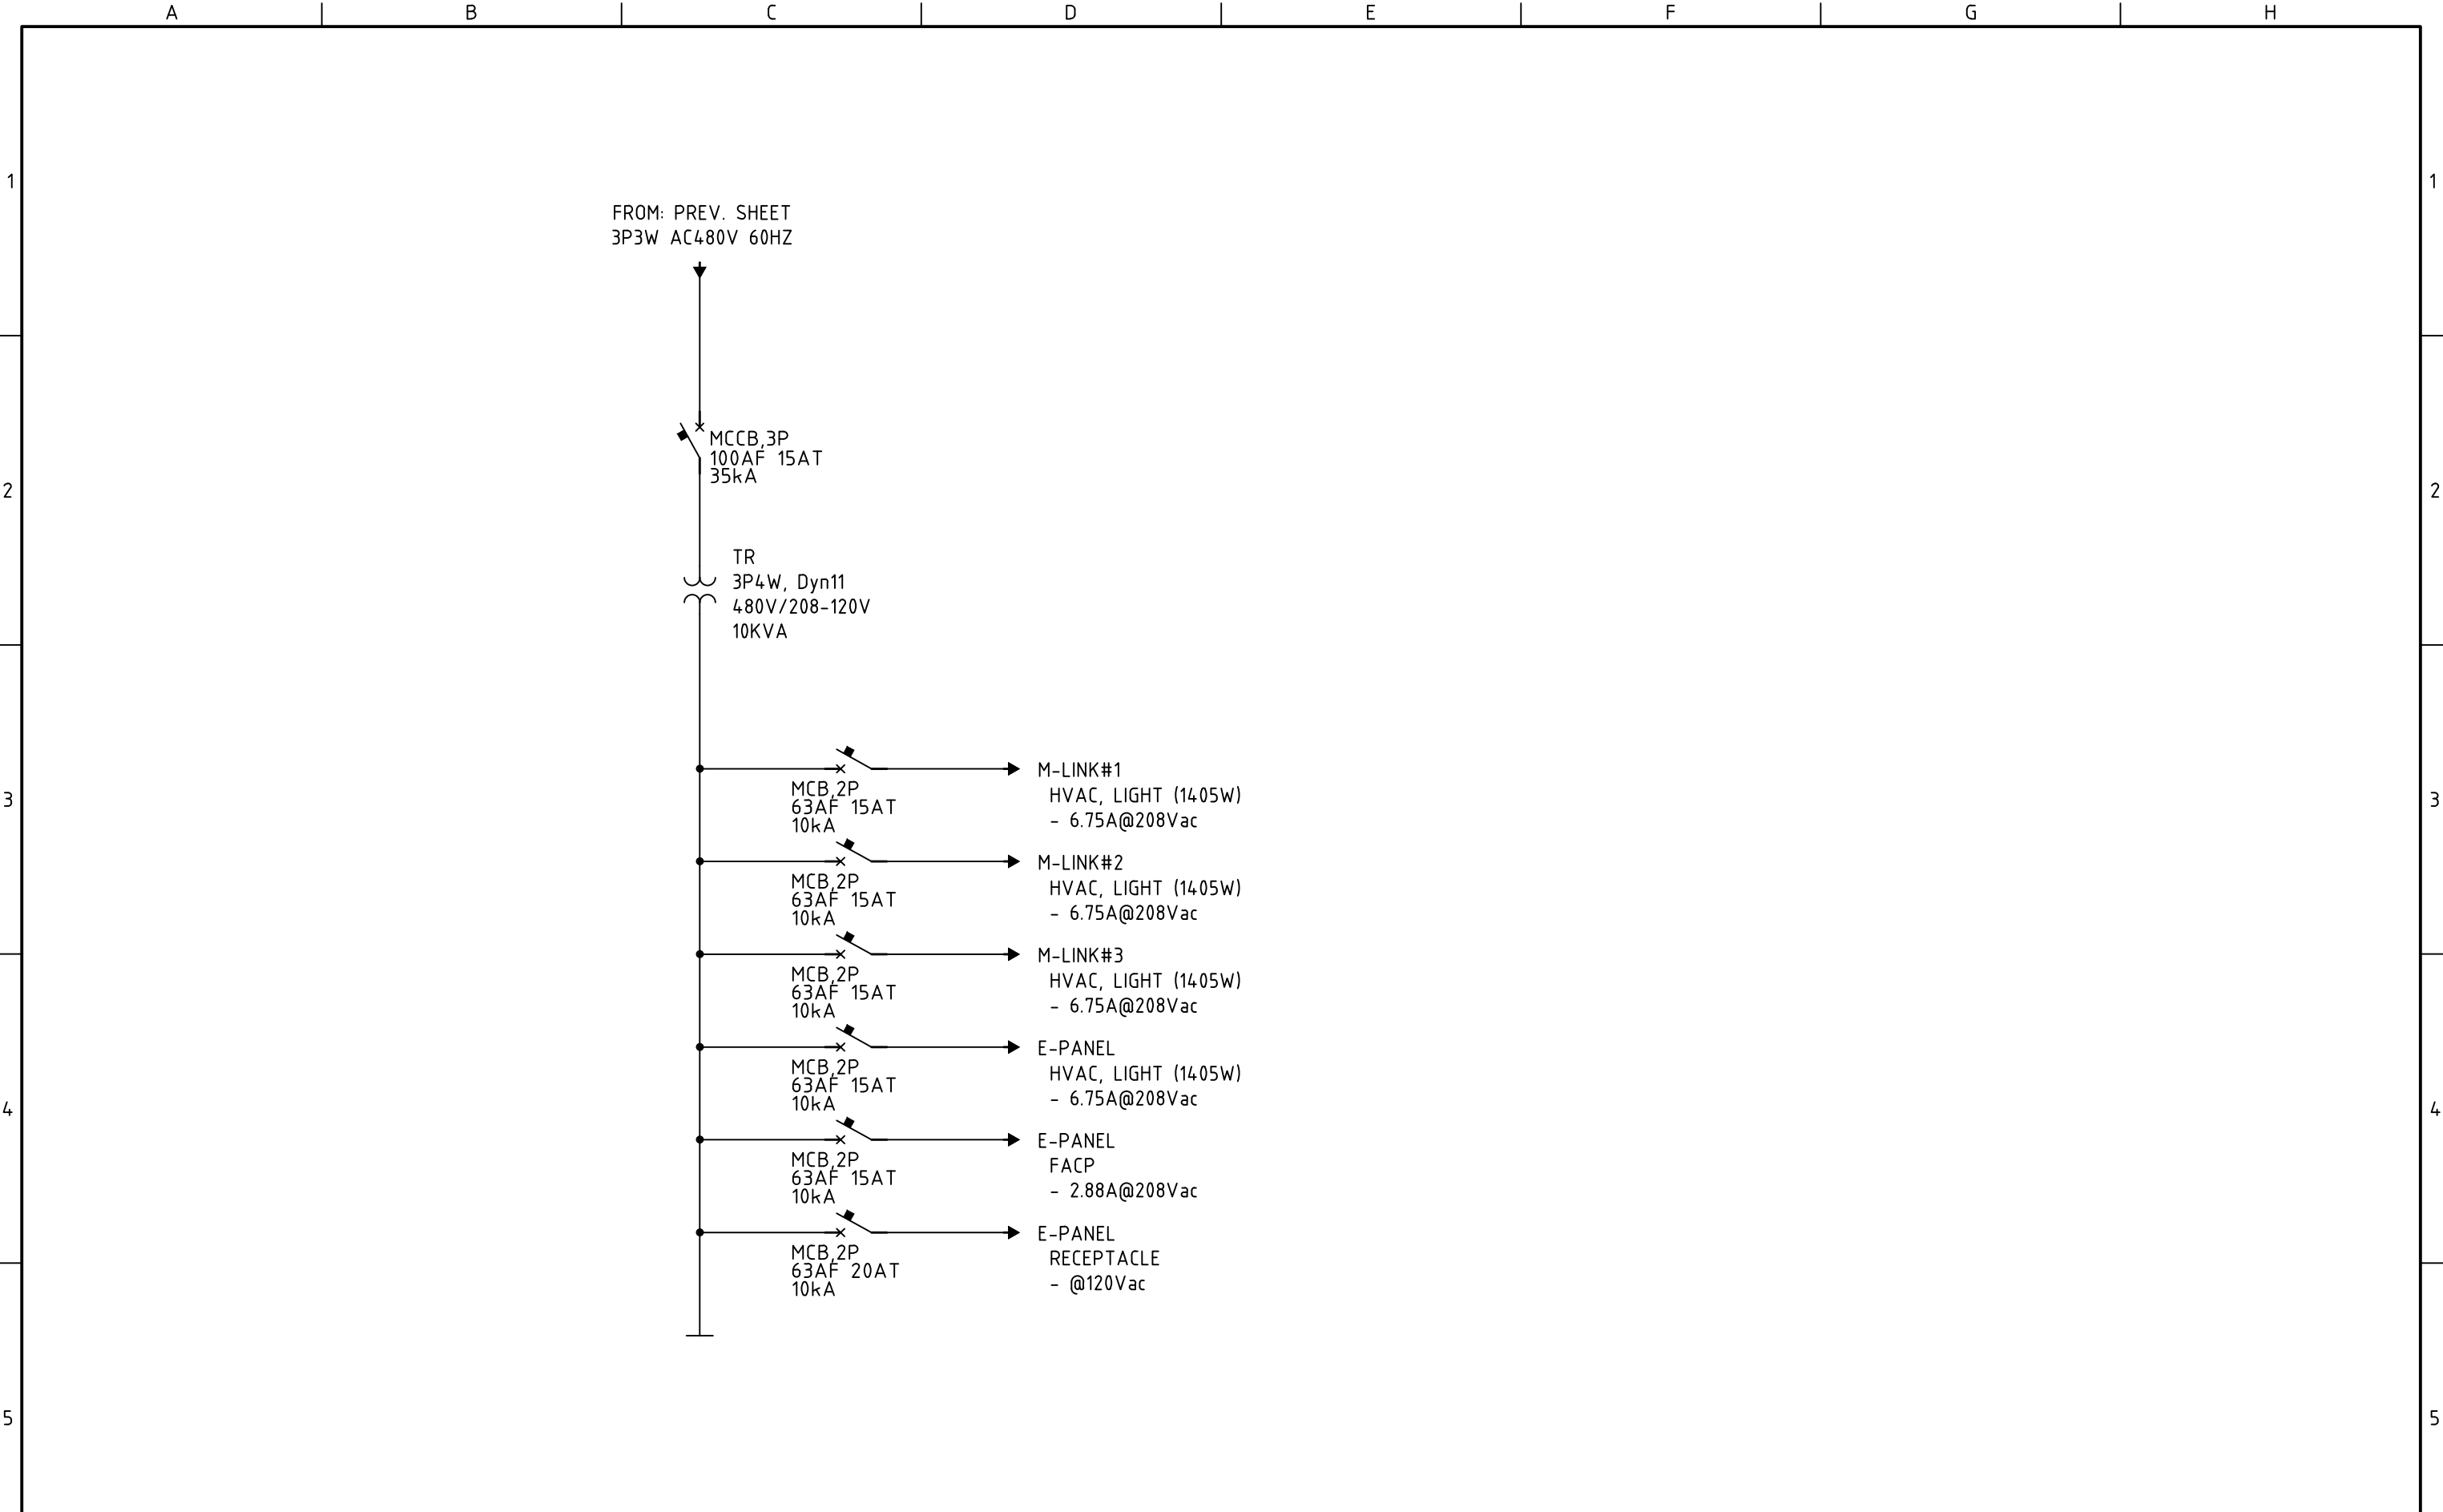 A B C D E F G H
1 1
FROM: PREV. SHEET
3P3W AC480V 60HZ
MCCB,3P
100AF 15AT
35kA
2 2
TR
3P4W, Dyn11
480V/208-120V
10KVA
M-LINK#1
MCB,2P
HVAC, LIGHT (1405W)
3 3
63AF 15AT
- 6.75A@208Vac
10kA
M-LINK#2
MCB,2P
HVAC, LIGHT (1405W)
63AF 15AT
- 6.75A@208Vac
10kA
M-LINK#3
MCB,2P
HVAC, LIGHT (1405W)
63AF 15AT
- 6.75A@208Vac
10kA
E-PANEL
MCB,2P
HVAC, LIGHT (1405W)
63AF 15AT
- 6.75A@208Vac
10kA
4 4
E-PANEL
MCB,2P
FACP
63AF 15AT
- 2.88A@208Vac
10kA
E-PANEL
MCB,2P
RECEPTACLE
63AF 20AT
- @120Vac
10kA
5 5